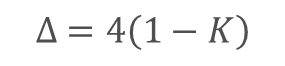 Δ = 4(1 − K)